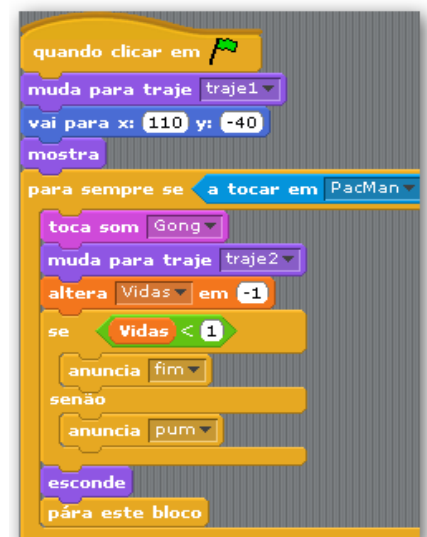 quando clicar em
muda para traje traje1
vai para x: 110 y: -40
mostra
para sempre se a tocar em PacMan
toca som Gong
muda para traje traje2
altera Vidas em -1
se Vidas < 1
anuncia fim
senão
anuncia pum
esconde
pára este bloco